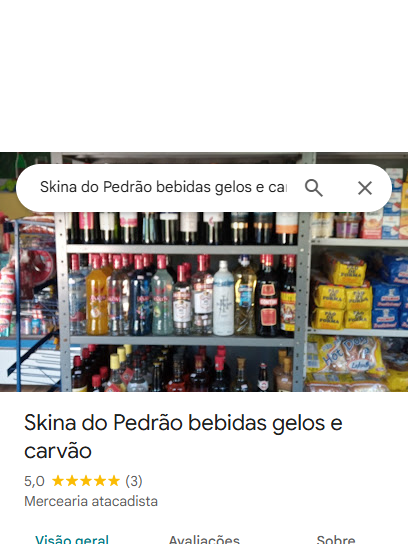 Skina do Pedrão bebidas gelos e car
Skina do Pedrão bebidas gelos e
carvão
5,0 ★★★★★ (3)
Mercearia atacadista
Visão geral Avaliações Sobre